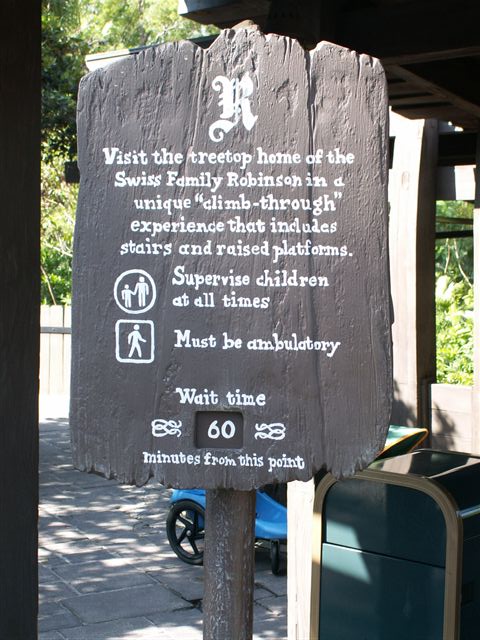 R
Visit the treetop home of the
Swiss Family Robinson in a
unique "climb-through"
experience that includes
stairs and raised platforms.
Supervise children
at all times
Must be ambulatory
Wait time
60
minutes from this point